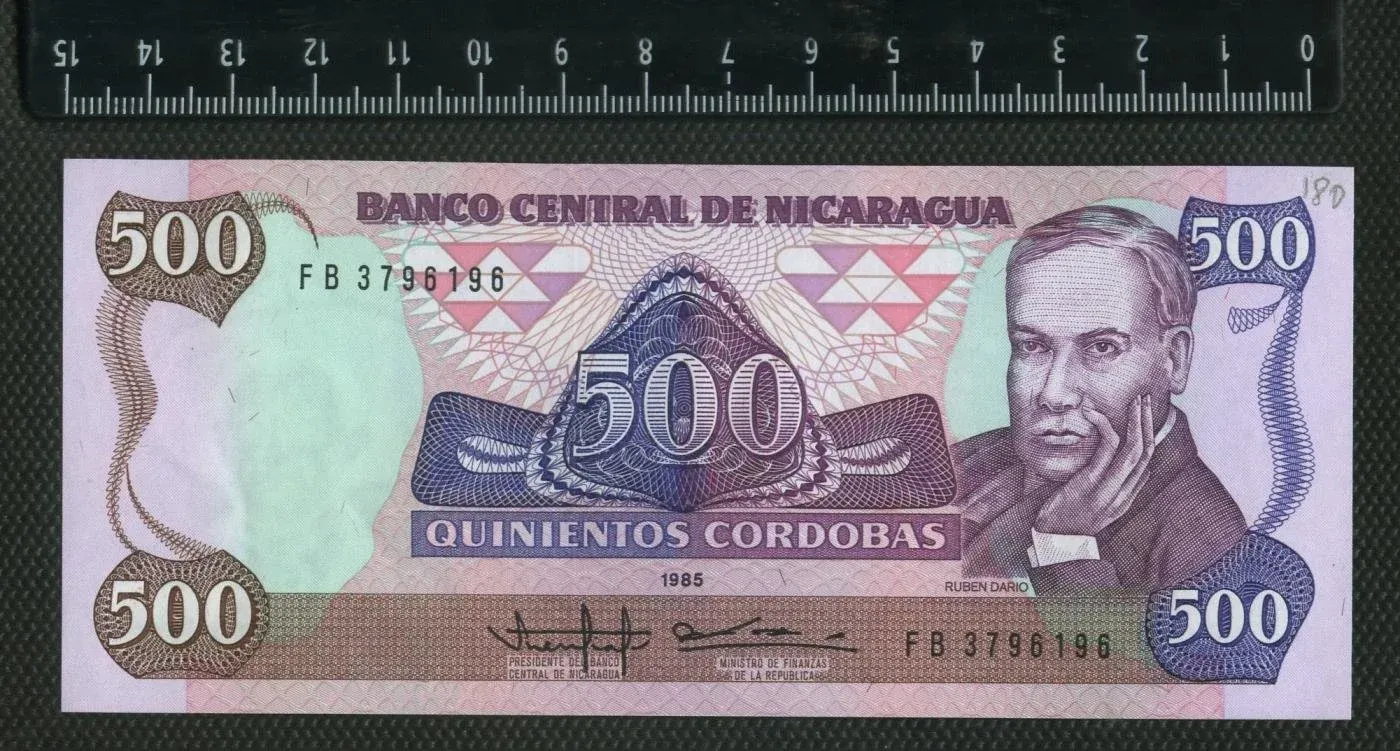 15 14 13 12 11 10 9 8 7 6 5 4 3 2 1 0
180
BANCO CENTRAL DE NICARAGUA
500
500
FB 3796196
500
QUINIENTOS CORDOBAS
1985
RUBEN DARIO
500
500
FB 3796196
PRESIDENTE DEL BANCO
CENTRAL DE NICARAGUA
MINISTRO DE FINANZAS
DE LA REPUBLICA